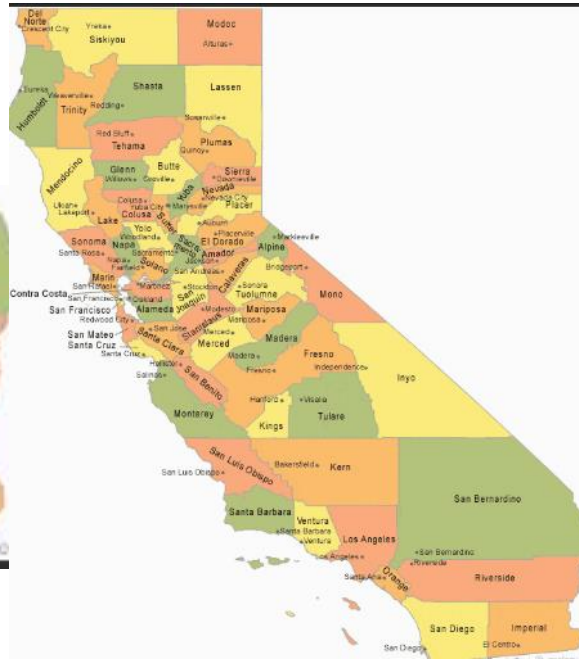 Del
Norte
Crescent City
Yreka
Siskiyou
Modoc
Alturas
Eureka
Humboldt
Weaverville
Trinity
Shasta
Redding
Lassen
Susanville
Red Bluff
Tehama
Plumas
Quincy
Mendocino
Glenn
Willows
Butte
Oroville
Sierra
Downieville
Nevada
Nevada City
Yuba
Placer
Ukiah
Lakeport
Lake
Colusa
Colusa
Yuba City
Marysville
Sutter
Auburn
Placerville
El Dorado
Yolo
Woodland
Sacra-
mento
Sacramento
Amador
Jackson
Alpine
Markleeville
Sonoma
Santa Rosa
Napa
Napa
Fairfield
Solano
San Andreas
Calaveras
Bridgeport
Marin
San Rafael
Martinez
Stockton
San
Joaquin
Sonora
Tuolumne
Mono
Contra Costa
San Francisco
San Francisco
Oakland
Alameda
Redwood City
Modesto
Stanislaus
Mariposa
Mariposa
San Mateo
San Jose
Santa Clara
Merced
Merced
Madera
Madera
Santa Cruz
Santa Cruz
Hollister
San Benito
Salinas
Fresno
Fresno
Independence
Inyo
Monterey
Hanford
Kings
Visalia
Tulare
San Luis Obispo
San Luis Obispo
Bakersfield
Kern
San Bernardino
Santa Barbara
Santa Barbara
Ventura
Ventura
Los Angeles
Los Angeles
San Bernardino
Riverside
Riverside
Santa Ana
Orange
San Diego
San Diego
Imperial
El Centro